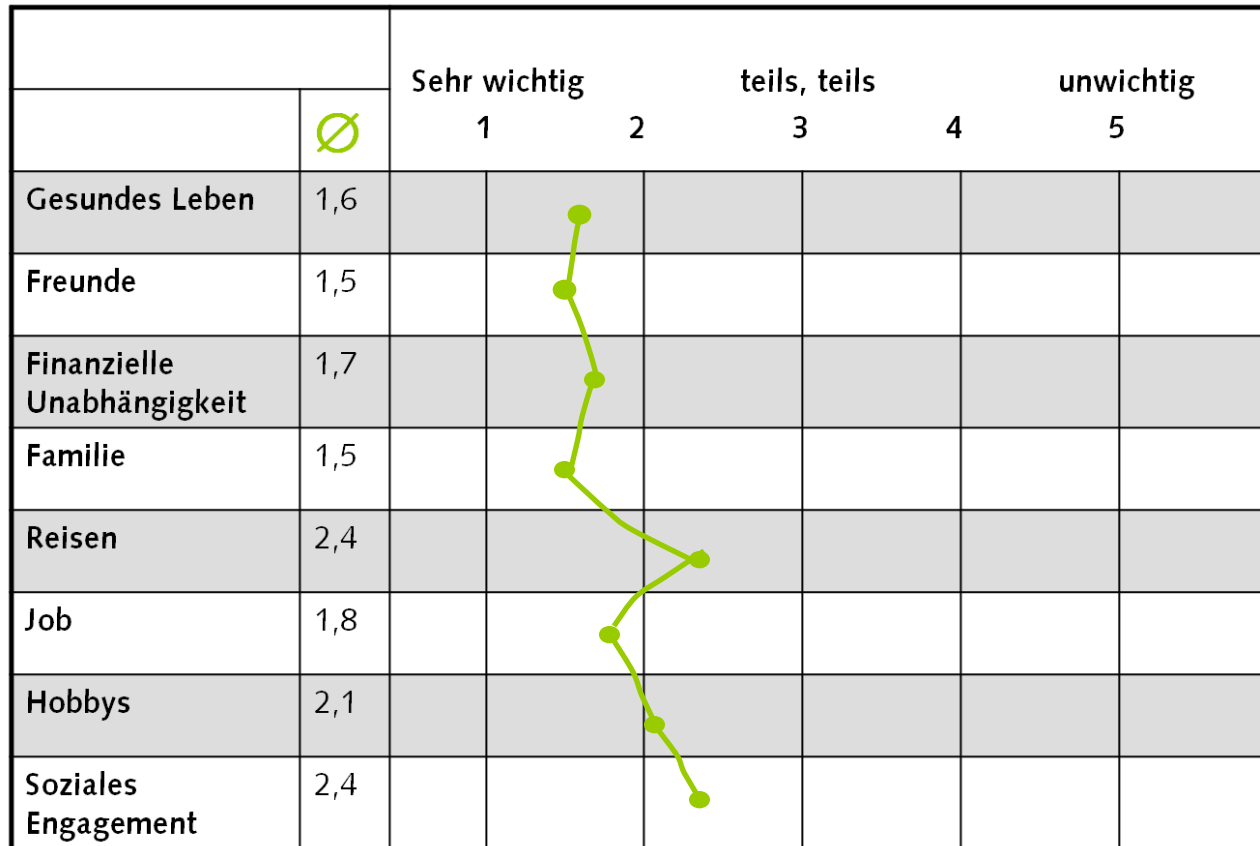 Sehr wichtig teils, teils unwichtig
Ø 1 2 3 4 5
Gesundes Leben 1,6
Freunde 1,5
Finanzielle 1,7
Unabhängigkeit
Familie 1,5
Reisen 2,4
Job 1,8
Hobbys 2,1
Soziales 2,4
Engagement